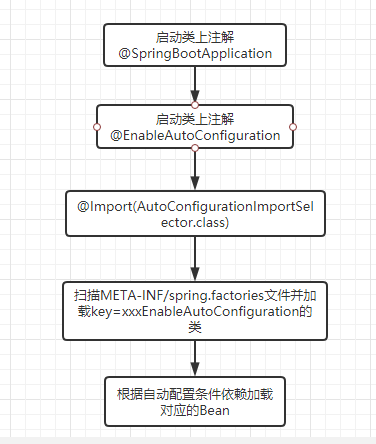 启动类上注解
@SpringBootApplication
启动类上注解
@EnableAutoConfiguration
@Import(AutoConfigurationImportSel
ector.class)
扫描META-INF/spring.factories文件并加
载key=xxxEnableAutoConfiguration的
类
根据自动配置条件依赖加载
对应的Bean